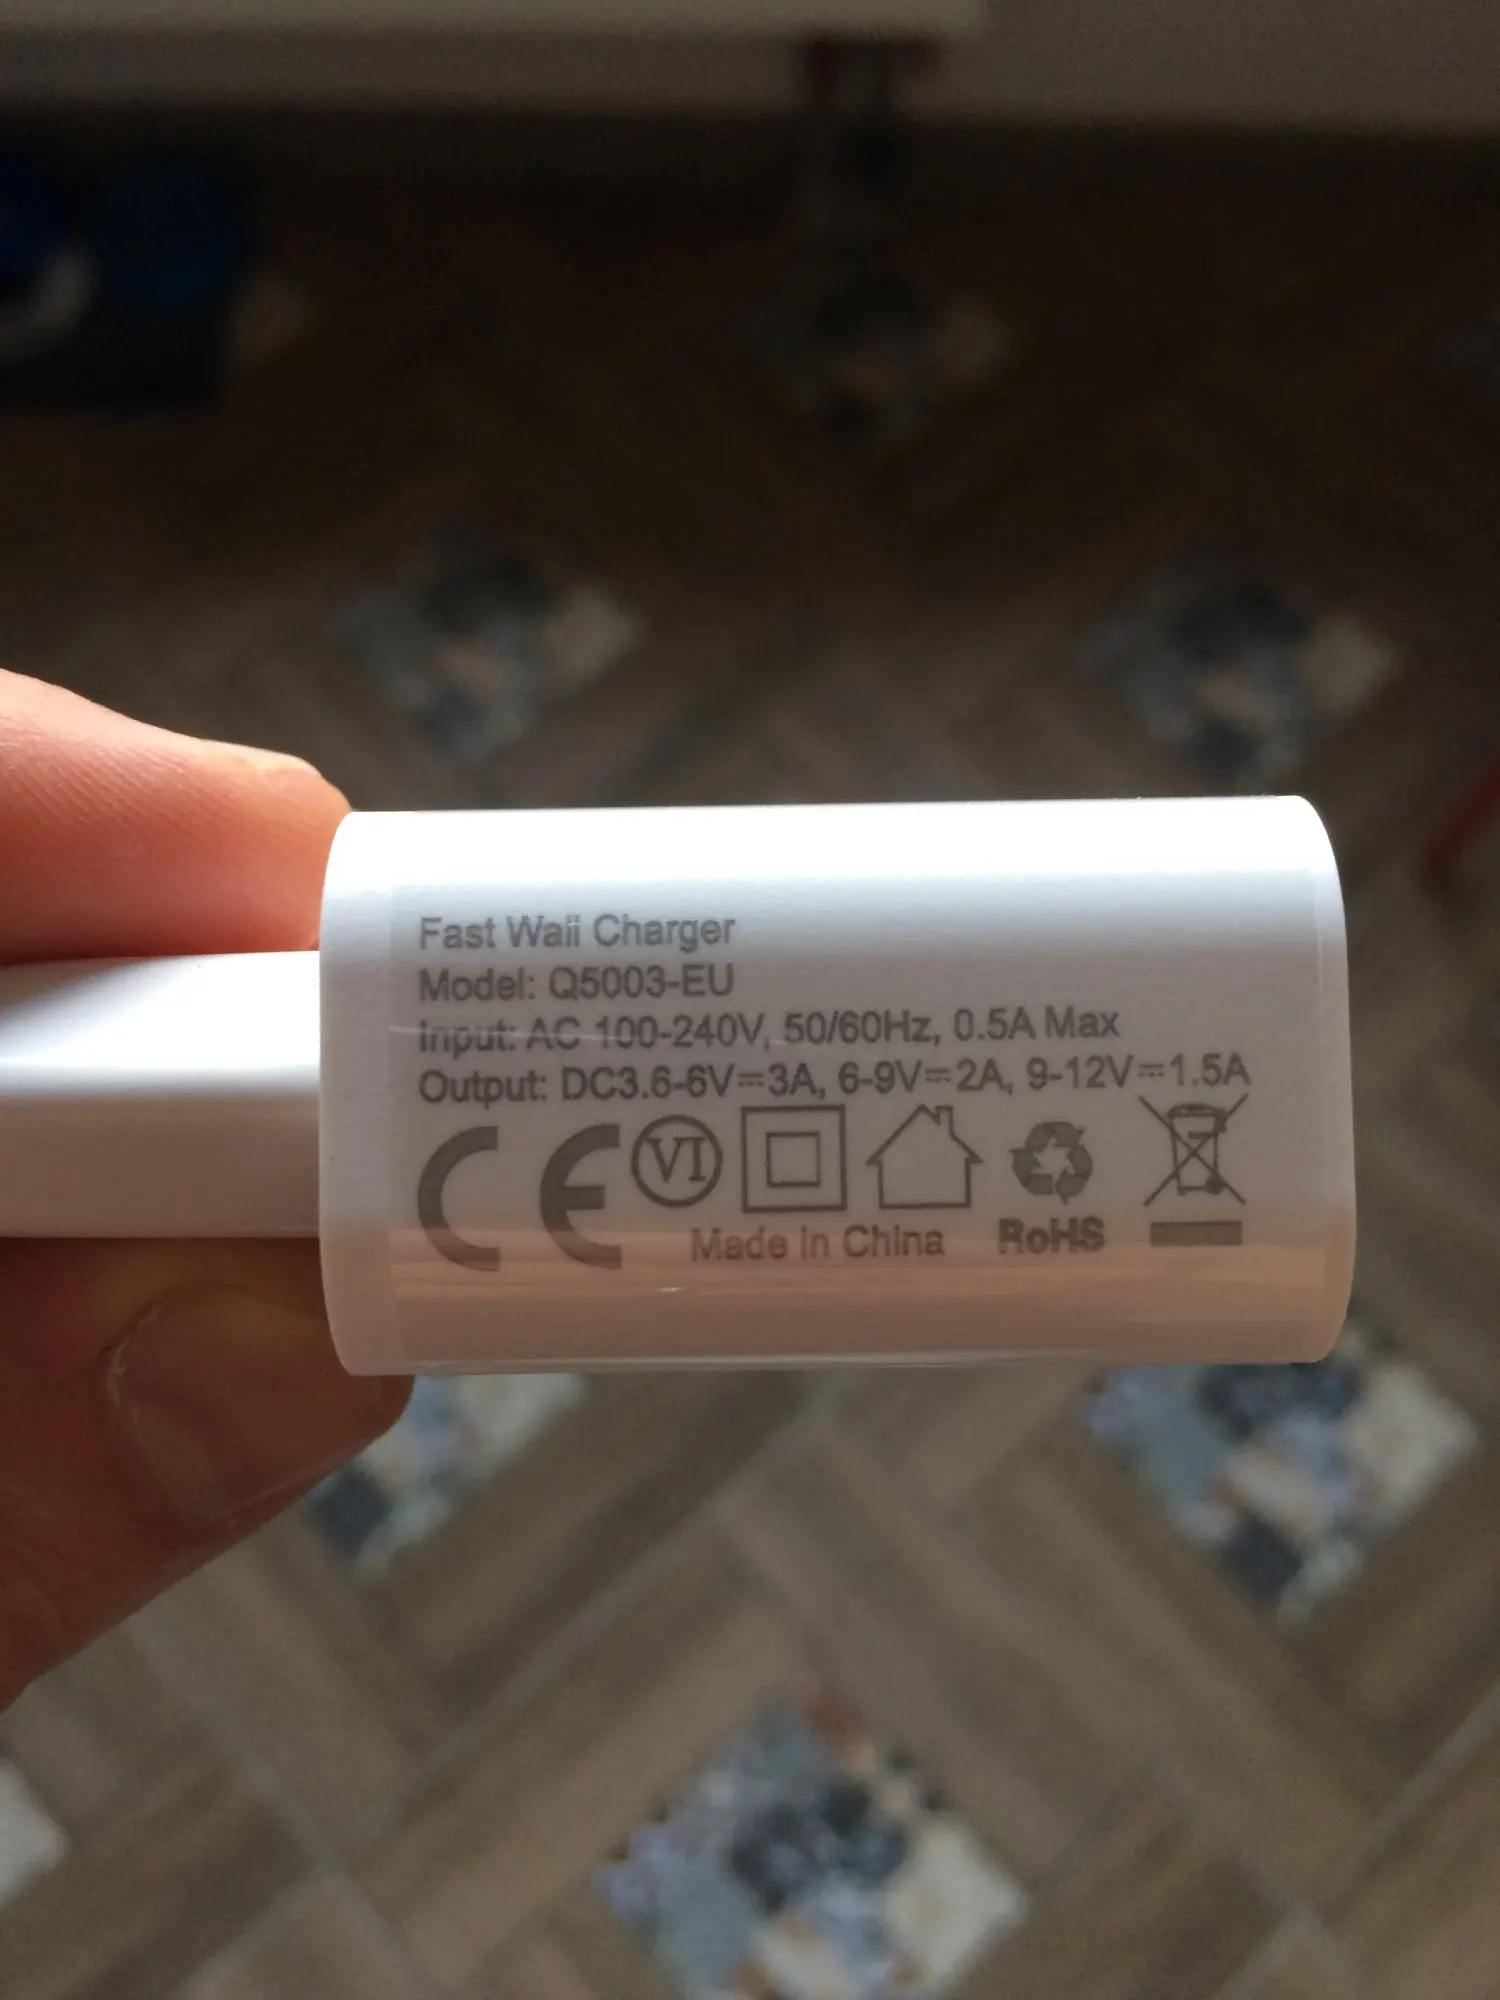 Fast Waii Charger
Model: Q5003-EU
Input: AC 100-240V, 50/60Hz, 0.5A Max
Output: DC3.6-6V⎓3A, 6-9V⎓2A, 9-12V⎓1.5A
CE VI
Made in China RoHS